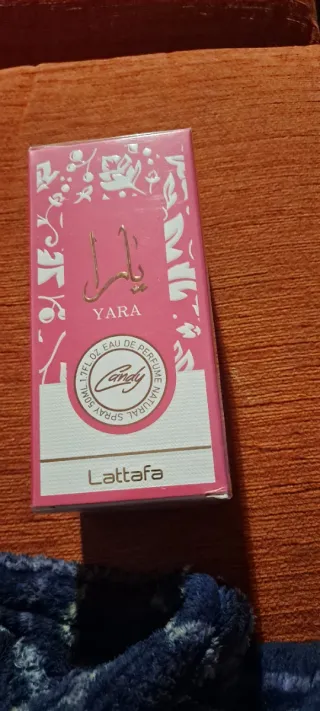 يارا
YARA
EAU DE PERFUME NATURAL SPRAY 50ML 1.7FL.OZ
Candy
Lattafa